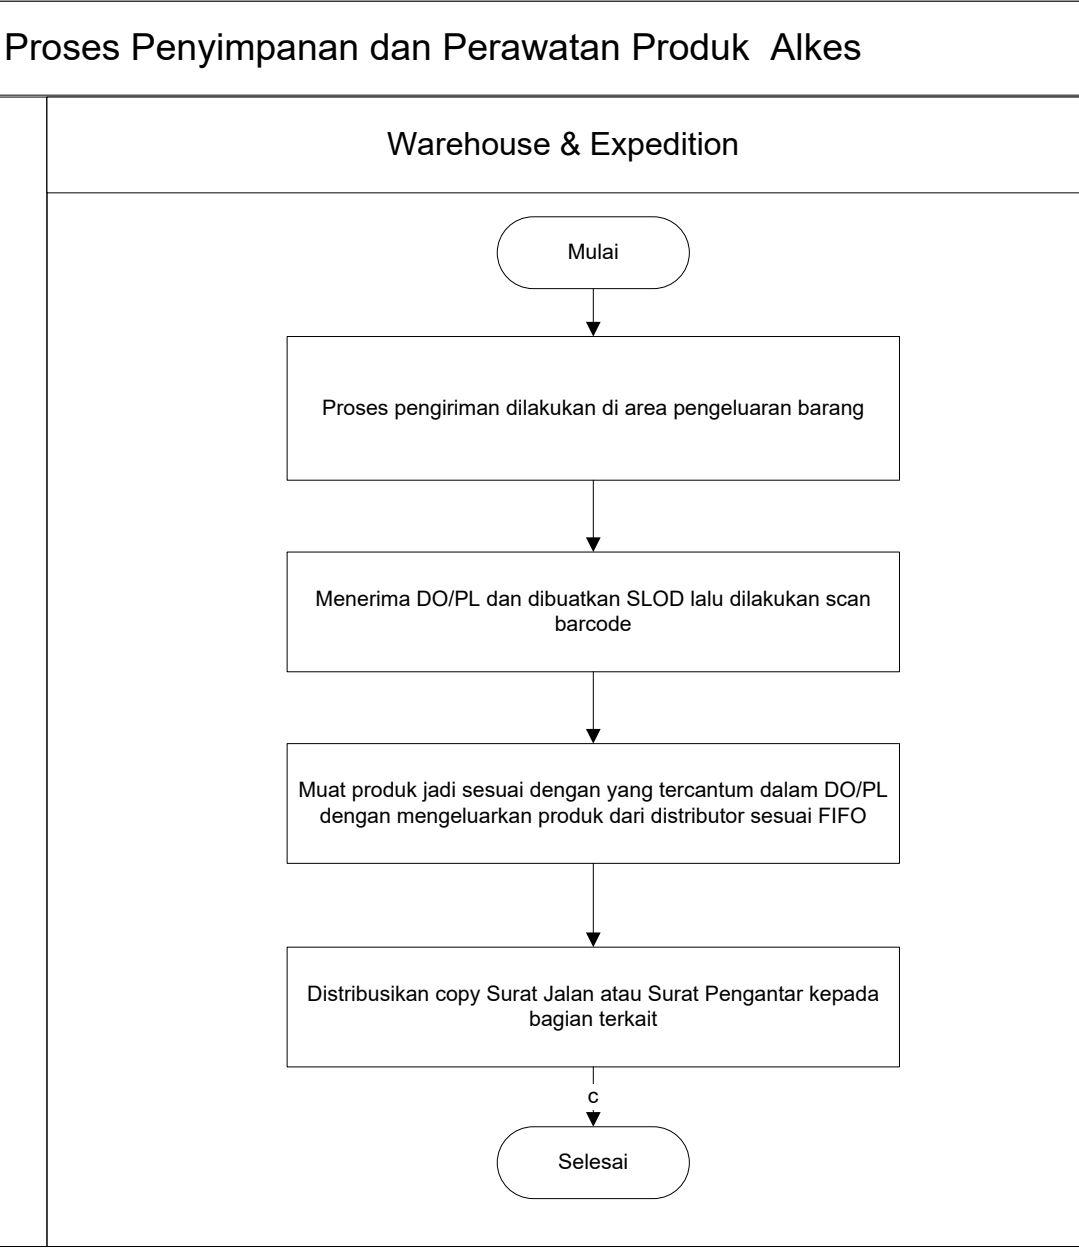 Proses Penyimpanan dan Perawatan Produk  Alkes
Warehouse & Expedition
Mulai
Proses pengiriman dilakukan di area pengeluaran barang
Menerima DO/PL dan dibuatkan SLOD lalu dilakukan scan
barcode
Muat produk jadi sesuai dengan yang tercantum dalam DO/PL
dengan mengeluarkan produk dari distributor sesuai FIFO
Distribusikan copy Surat Jalan atau Surat Pengantar kepada
bagian terkait
c
Selesai